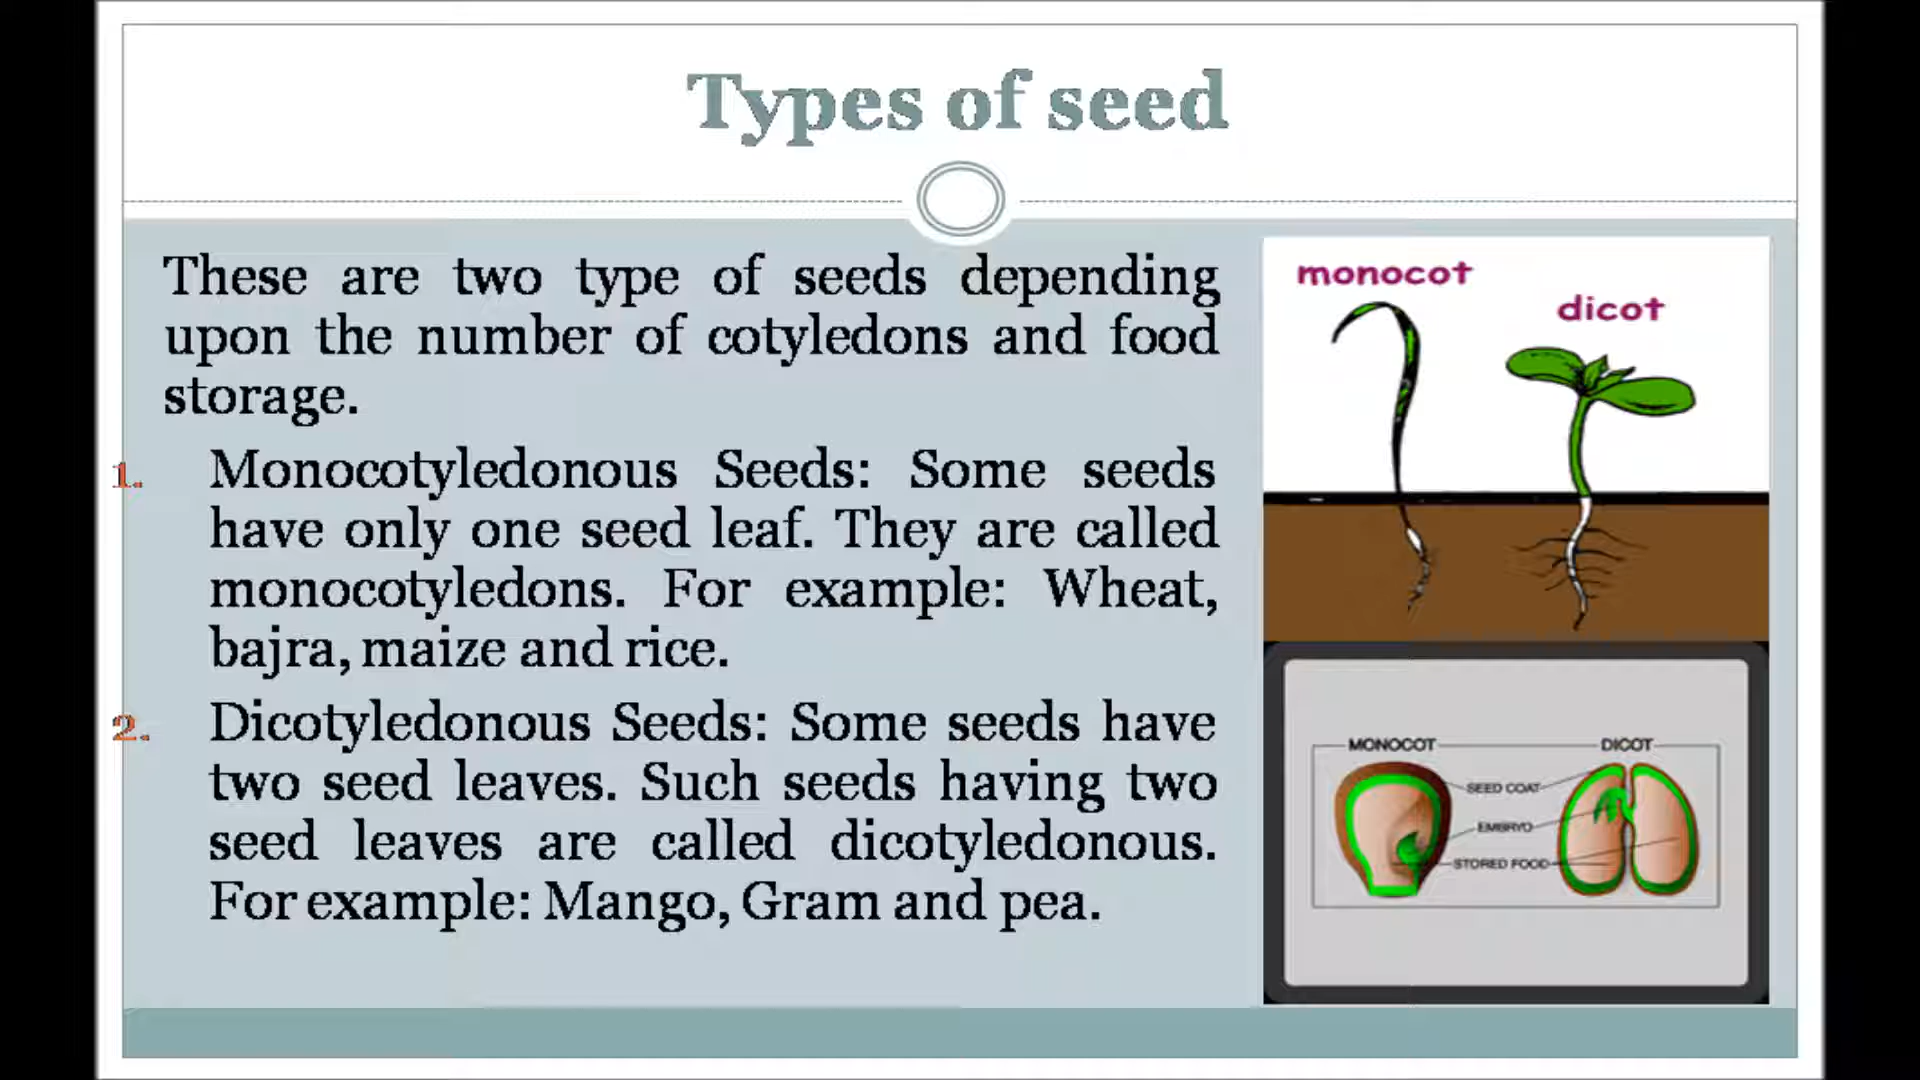 Types of seed
These are two type of seeds depending
upon the number of cotyledons and food
storage.
1. Monocotyledonous Seeds: Some seeds
have only one seed leaf. They are called
monocotyledons. For example: Wheat,
bajra, maize and rice.
2. Dicotyledonous Seeds: Some seeds have
two seed leaves. Such seeds having two
seed leaves are called dicotyledonous.
For example: Mango, Gram and pea.
monocot
dicot
MONOCOT DICOT
SEED COAT
EMBRYO
STORED FOOD